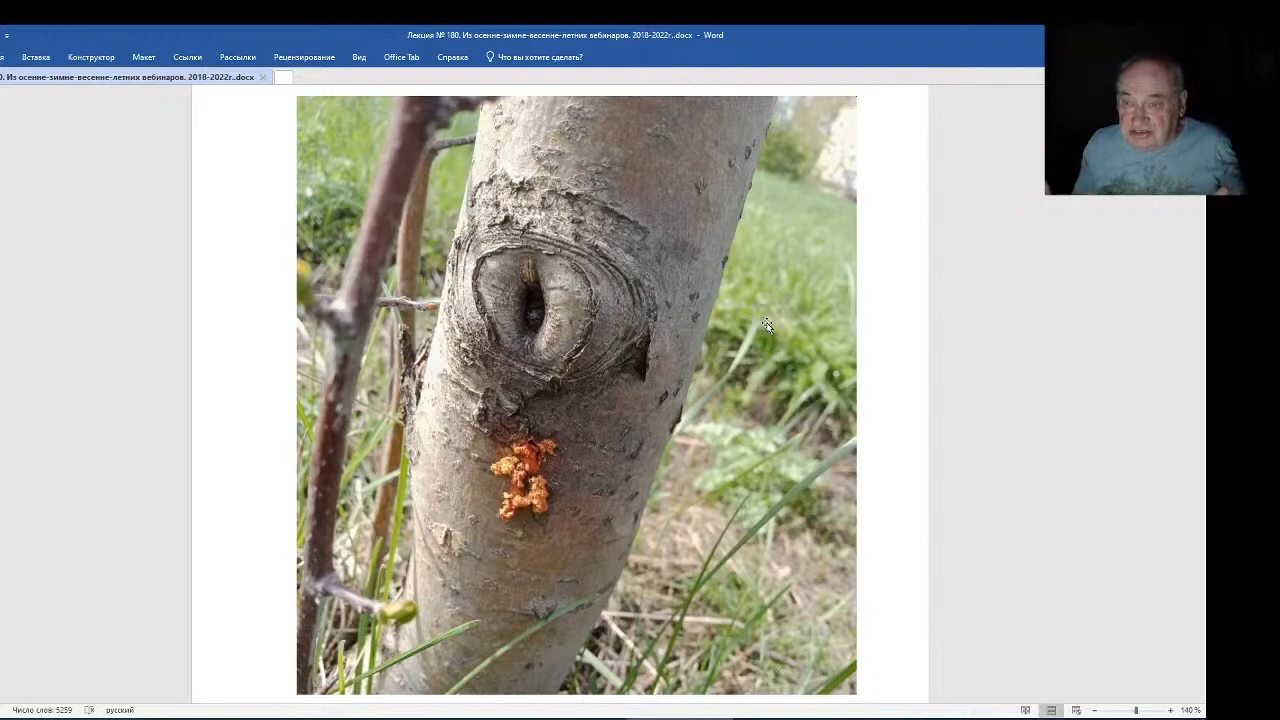 Лекция № 180. Из осенне-зимне-весенне-летних вебинаров. 2018-2022г..docx - Word
Вставка Конструктор Макет Ссылки Рассылки Рецензирование Вид Office Tab Справка Что вы хотите сделать?
0. Из осенне-зимне-весенне-летних вебинаров. 2018-2022г..docx
Число слов: 5259 русский 140 %